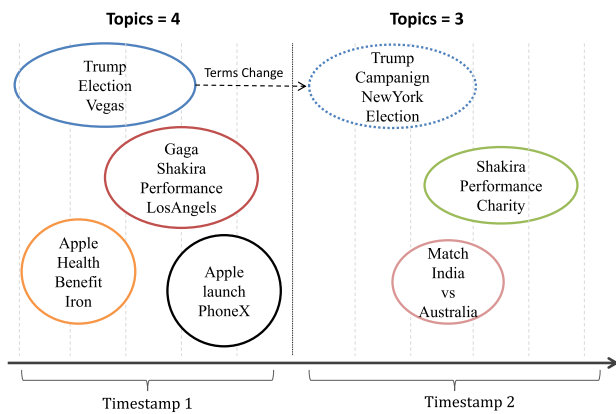 Topics = 4
Topics = 3
Trump
Election
Vegas
Terms Change
Trump
Campanign
NewYork
Election
Gaga
Shakira
Performance
LosAngels
Shakira
Performance
Charity
Apple
Health
Benefit
Iron
Apple
launch
PhoneX
Match
India
vs
Australia
Timestamp 1
Timestamp 2